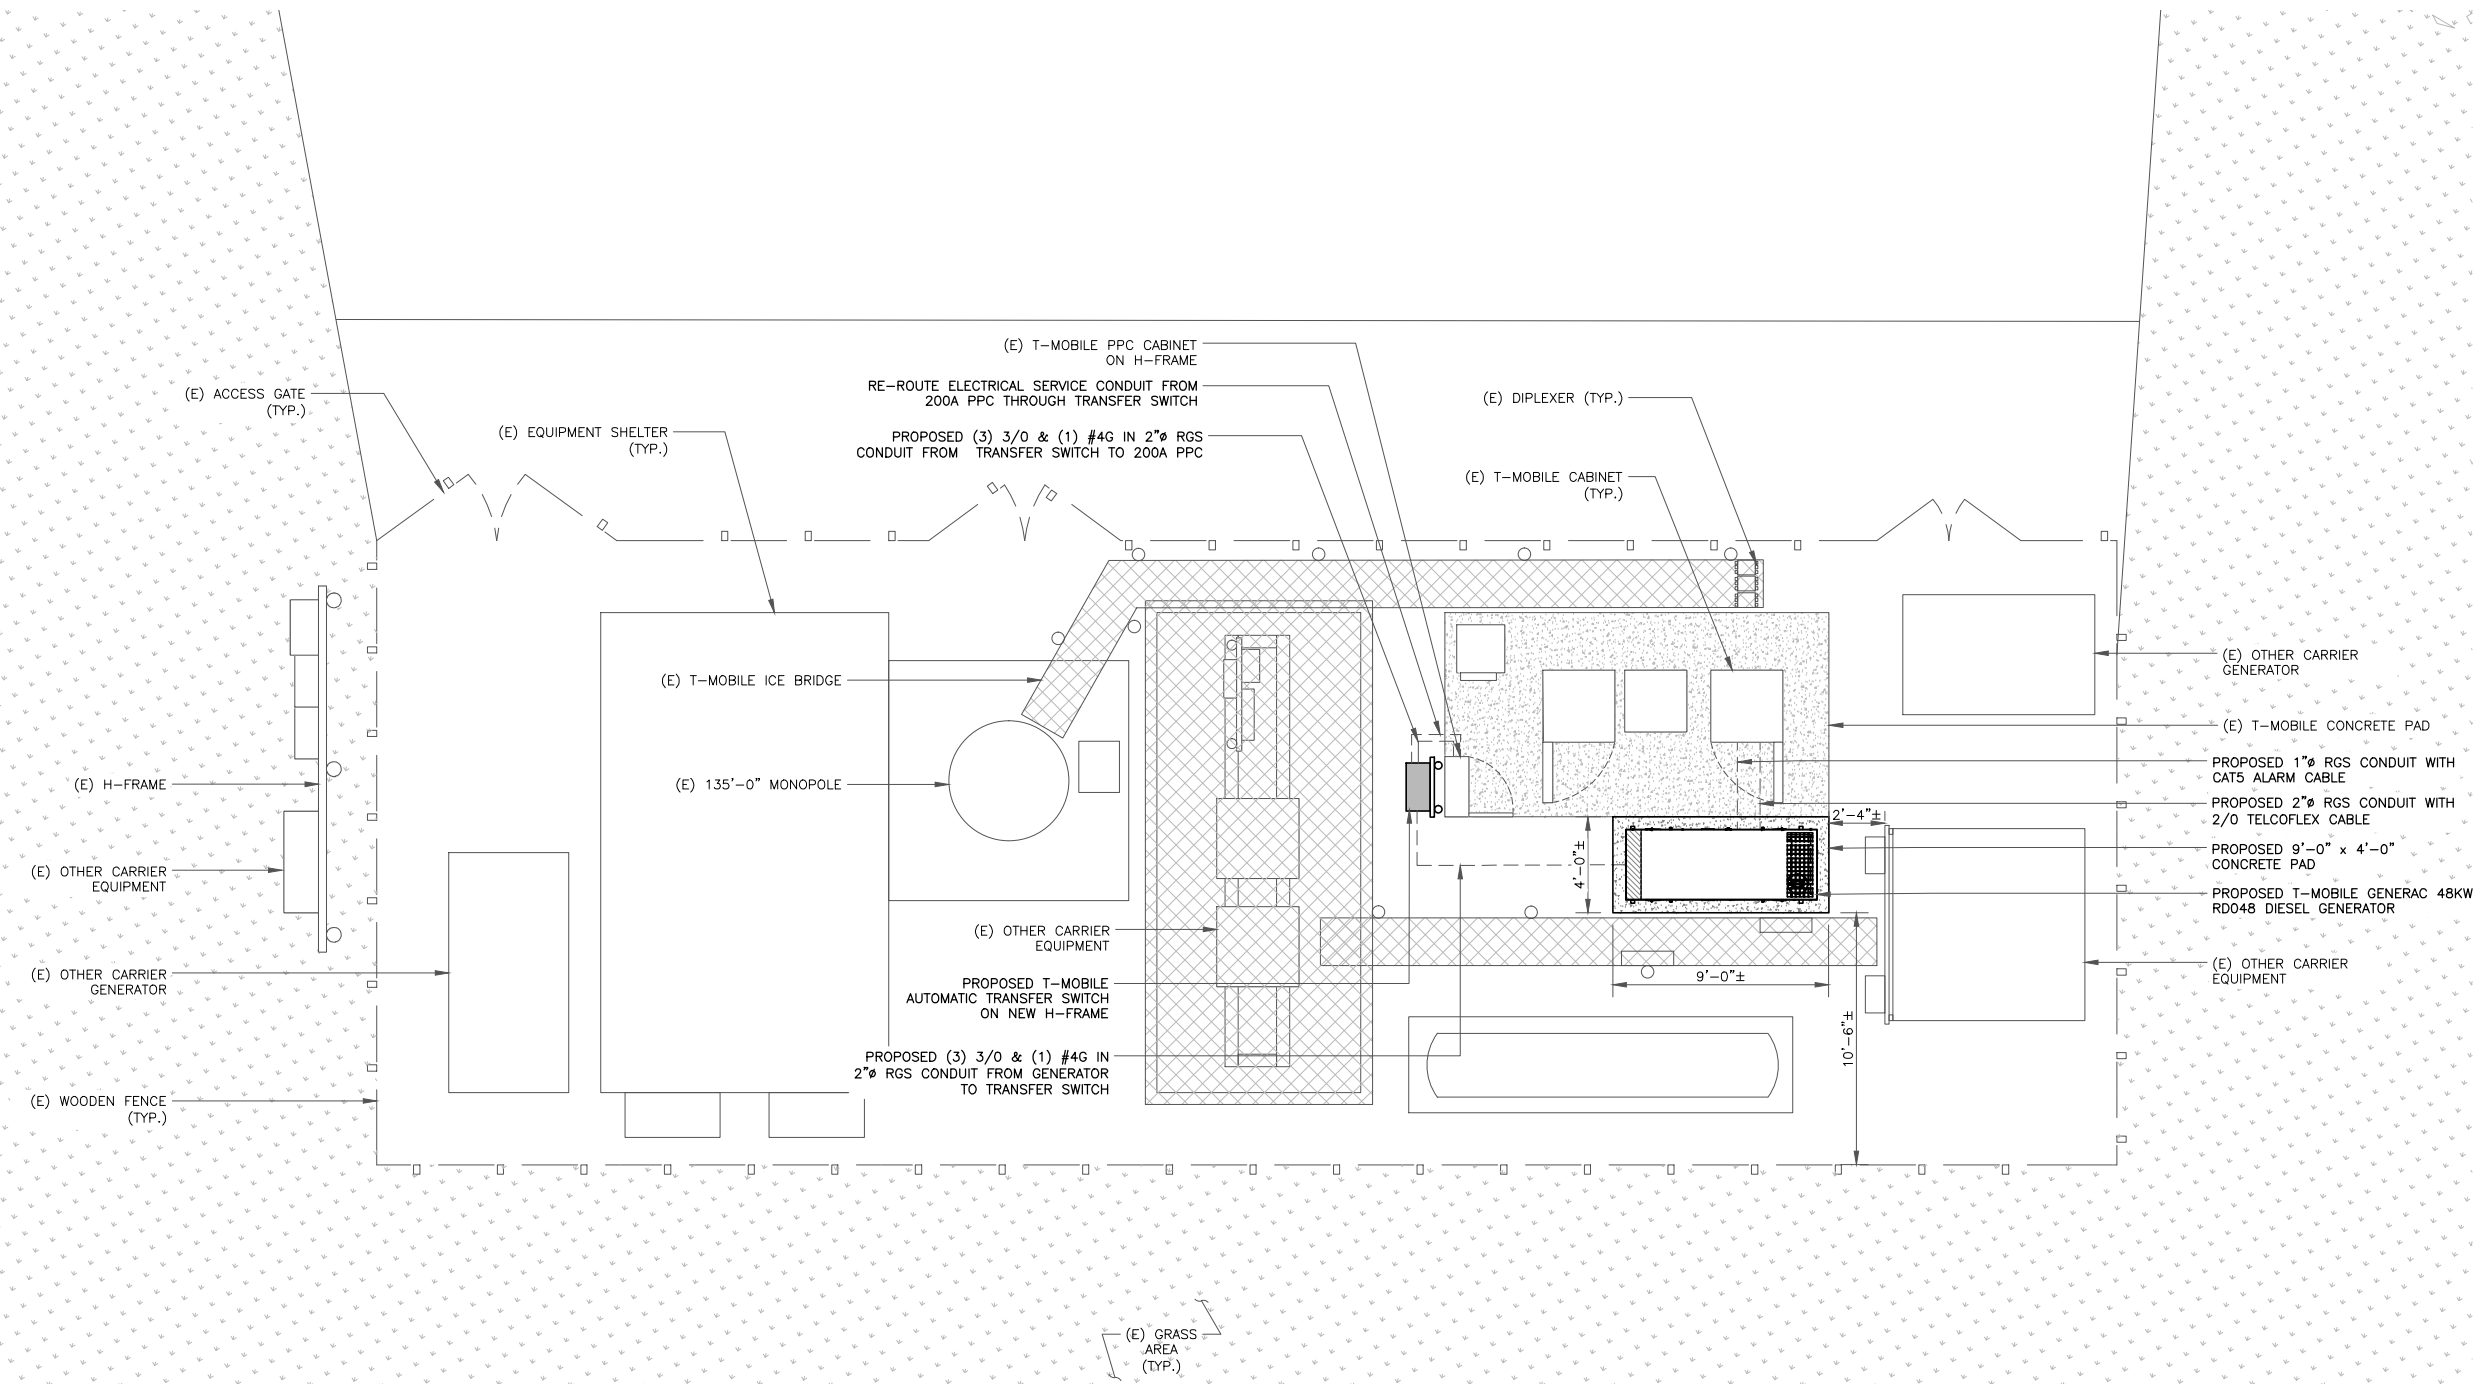 (E) T-MOBILE PPC CABINET
ON H-FRAME
RE-ROUTE ELECTRICAL SERVICE CONDUIT FROM
200A PPC THROUGH TRANSFER SWITCH
PROPOSED (3) 3/0 & (1) #4G IN 2"ø RGS
CONDUIT FROM TRANSFER SWITCH TO 200A PPC
(E) DIPLEXER (TYP.)
(E) T-MOBILE CABINET
(TYP.)
(E) ACCESS GATE
(TYP.)
(E) EQUIPMENT SHELTER
(TYP.)
(E) T-MOBILE ICE BRIDGE
(E) 135'-0" MONOPOLE
(E) H-FRAME
(E) OTHER CARRIER
EQUIPMENT
(E) OTHER CARRIER
GENERATOR
(E) WOODEN FENCE
(TYP.)
(E) OTHER CARRIER
EQUIPMENT
PROPOSED T-MOBILE
AUTOMATIC TRANSFER SWITCH
ON NEW H-FRAME
PROPOSED (3) 3/0 & (1) #4G IN
2"ø RGS CONDUIT FROM GENERATOR
TO TRANSFER SWITCH
4'-0"±
9'-0"±
2'-4"±
10'-6"±
(E) OTHER CARRIER
GENERATOR
(E) T-MOBILE CONCRETE PAD
PROPOSED 1"ø RGS CONDUIT WITH
CAT5 ALARM CABLE
PROPOSED 2"ø RGS CONDUIT WITH
2/0 TELCOFLEX CABLE
PROPOSED 9'-0" x 4'-0"
CONCRETE PAD
PROPOSED T-MOBILE GENERAC 48KW
RD048 DIESEL GENERATOR
(E) OTHER CARRIER
EQUIPMENT
(E) GRASS
AREA
(TYP.)